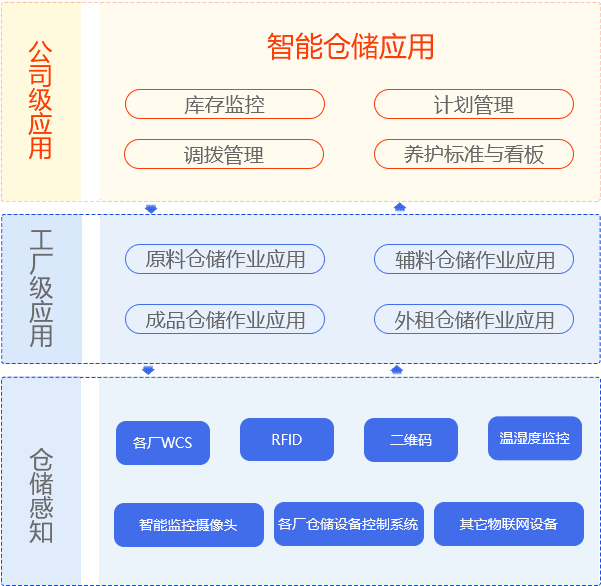 公司级应用
智能仓储应用
库存监控
计划管理
调拨管理
养护标准与看板
工厂级应用
原料仓储作业应用
辅料仓储作业应用
成品仓储作业应用
外租仓储作业应用
仓储感知
各厂WCS
RFID
二维码
温湿度监控
智能监控摄像头
各厂仓储设备控制系统
其它物联网设备